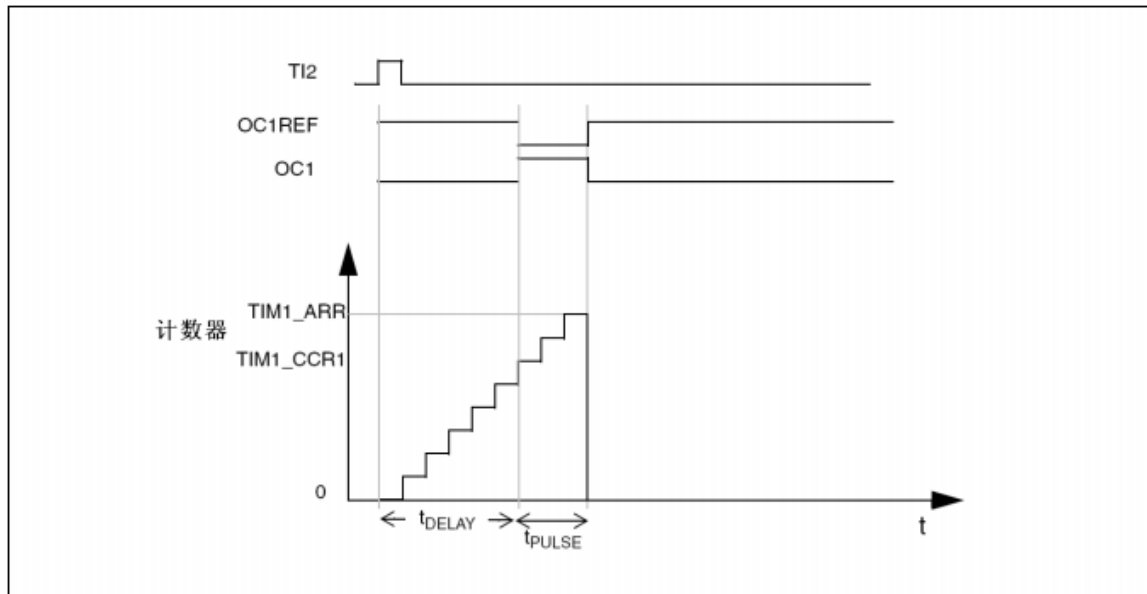 TI2
OC1REF
OC1
TIM1_ARR
计数器
TIM1_CCR1
0
tDELAY
tPULSE
t